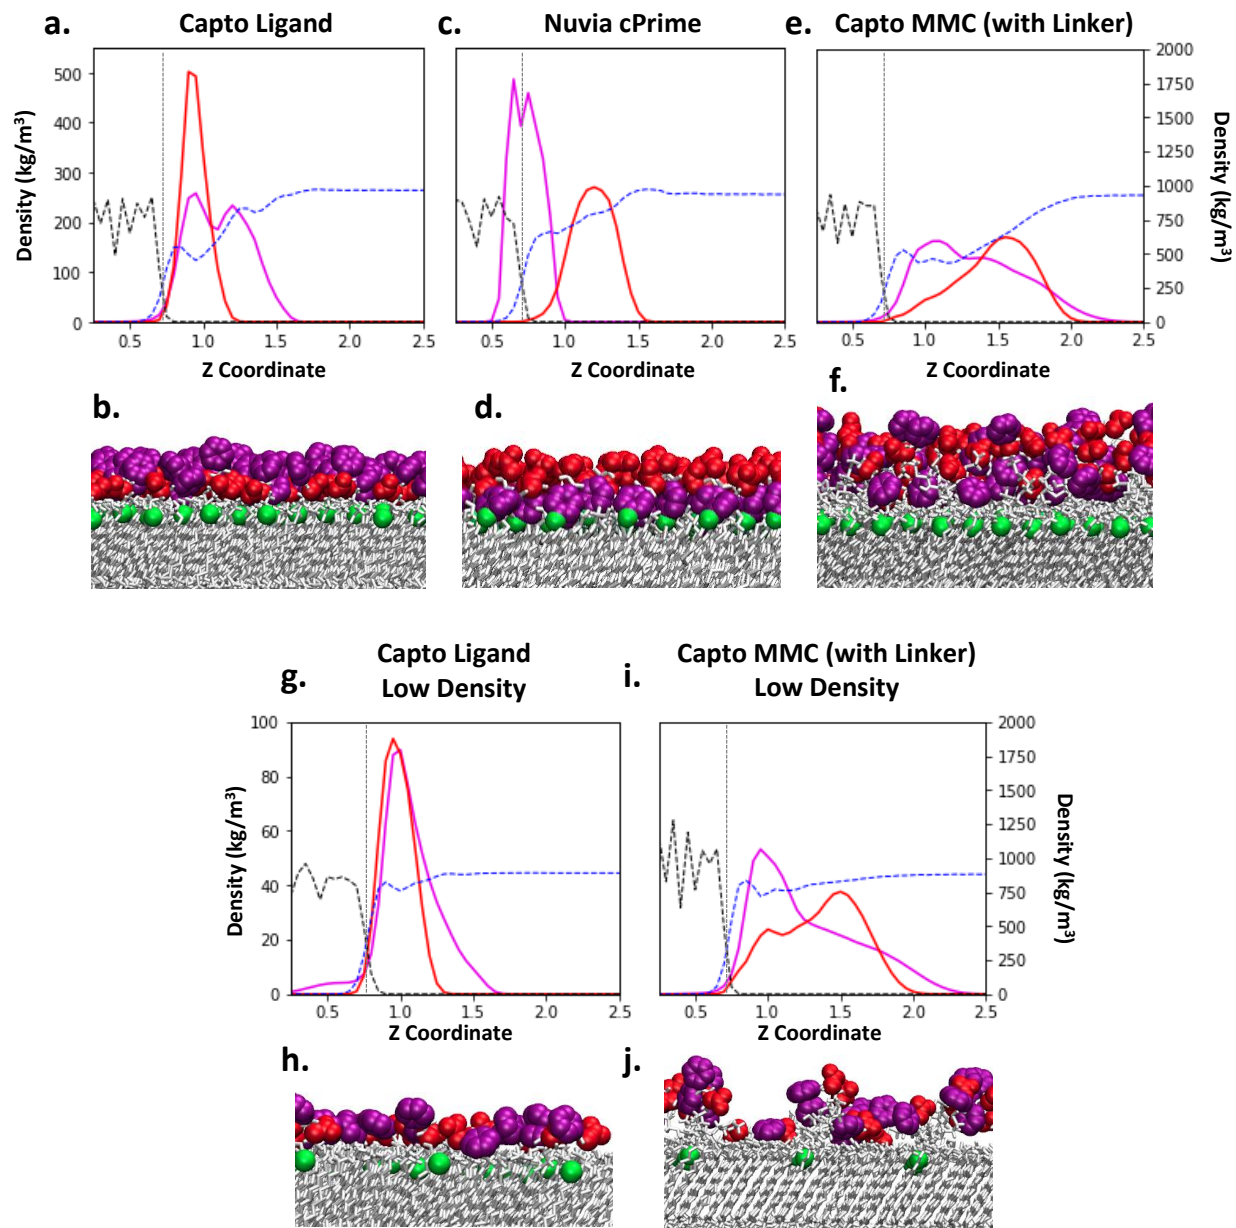 a. Capto Ligand
c. Nuvia cPrime
e. Capto MMC (with Linker)
Density (kg/m³)
500
400
300
200
100
0
0.5 1.0 1.5 2.0 2.5
Z Coordinate
0.5 1.0 1.5 2.0 2.5
Z Coordinate
0.5 1.0 1.5 2.0 2.5
Z Coordinate
2000
1750
1500
1250
1000
750
500
250
0
Density (kg/m³)
b.
d.
f.
g. Capto Ligand
Low Density
i. Capto MMC (with Linker)
Low Density
Density (kg/m³)
100
80
60
40
20
0
0.5 1.0 1.5 2.0 2.5
Z Coordinate
0.5 1.0 1.5 2.0 2.5
Z Coordinate
2000
1750
1500
1250
1000
750
500
250
0
Density (kg/m³)
h.
j.